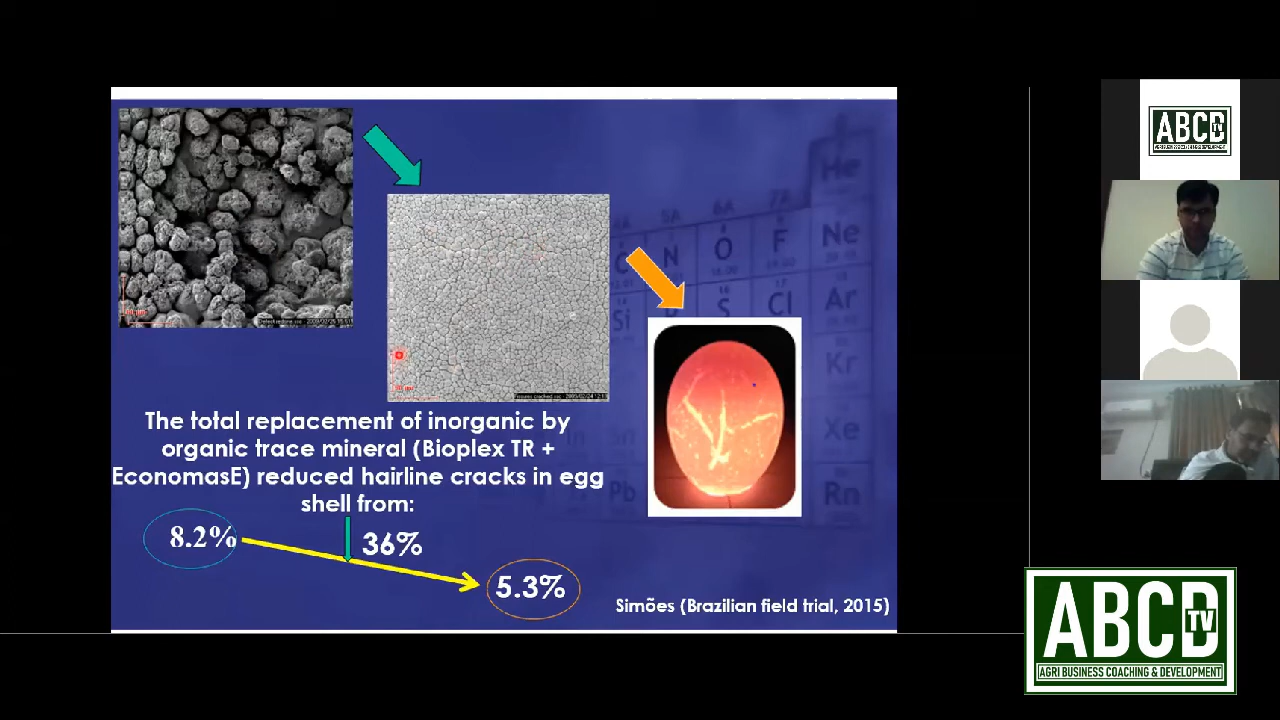 The total replacement of inorganic by
organic trace mineral (Bioplex TR +
EconomasE) reduced hairline cracks in egg
shell from:
8.2%
36%
5.3%
Simões (Brazilian field trial, 2015)
He
5A
6A
7A
N
O
F
Ne
Si
S
Cl
Ar
Kr
In
Sn
Xe
Pb
Rn
ABCD
TV
ABCD
TV
AGRI BUSINESS COACHING & DEVELOPMENT